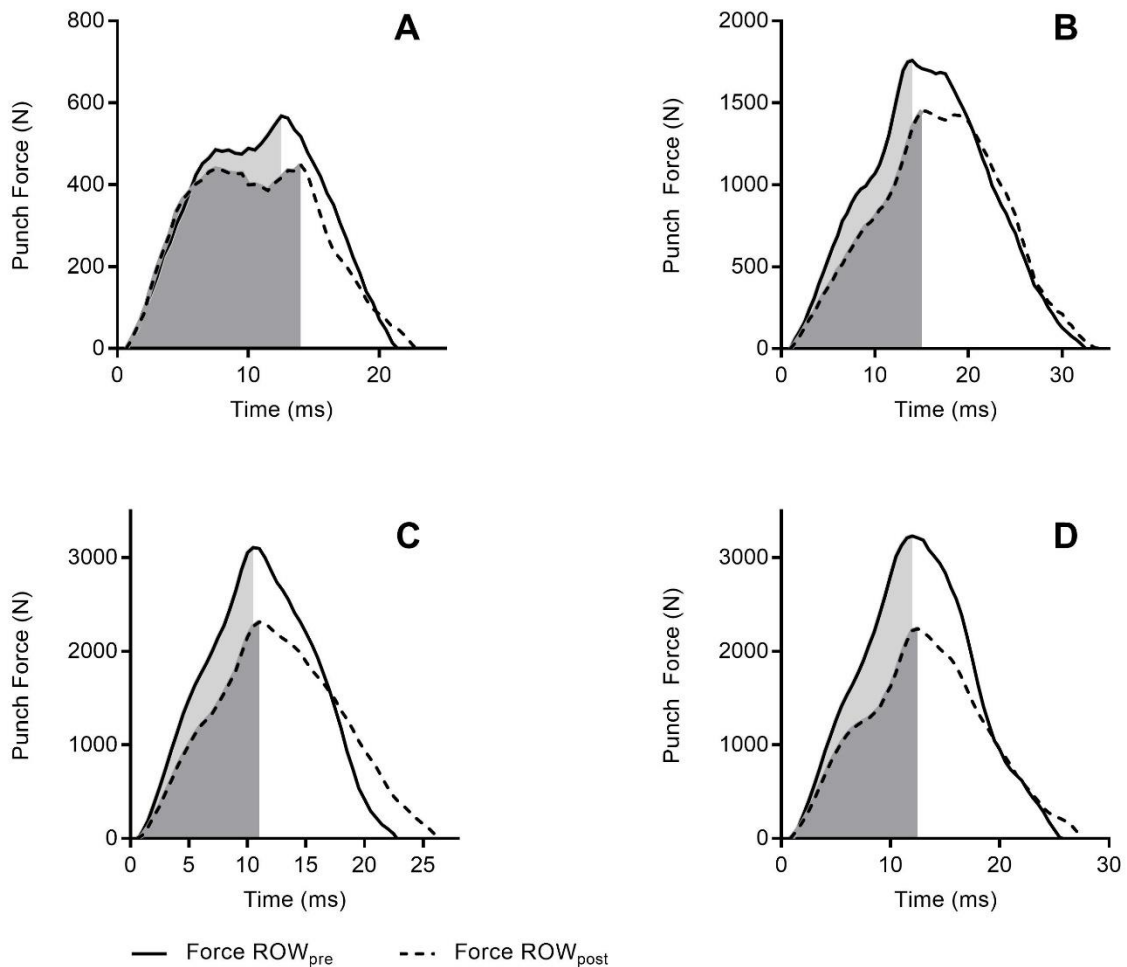 A
Punch Force (N)
800
600
400
200
0
0 10 20
Time (ms)
B
Punch Force (N)
2000
1500
1000
500
0
0 10 20 30
Time (ms)
C
Punch Force (N)
3000
2000
1000
0
0 5 10 15 20 25
Time (ms)
D
Punch Force (N)
3000
2000
1000
0
0 10 20 30
Time (ms)
Force ROWpre Force ROWpost